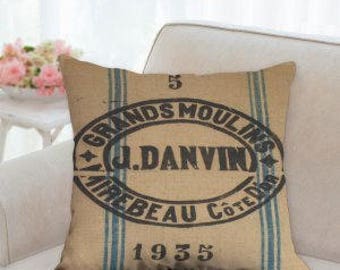 5
GRANDS MOULINS
J. DANVIN
MIREBEAU CÔTE D'OR
1935